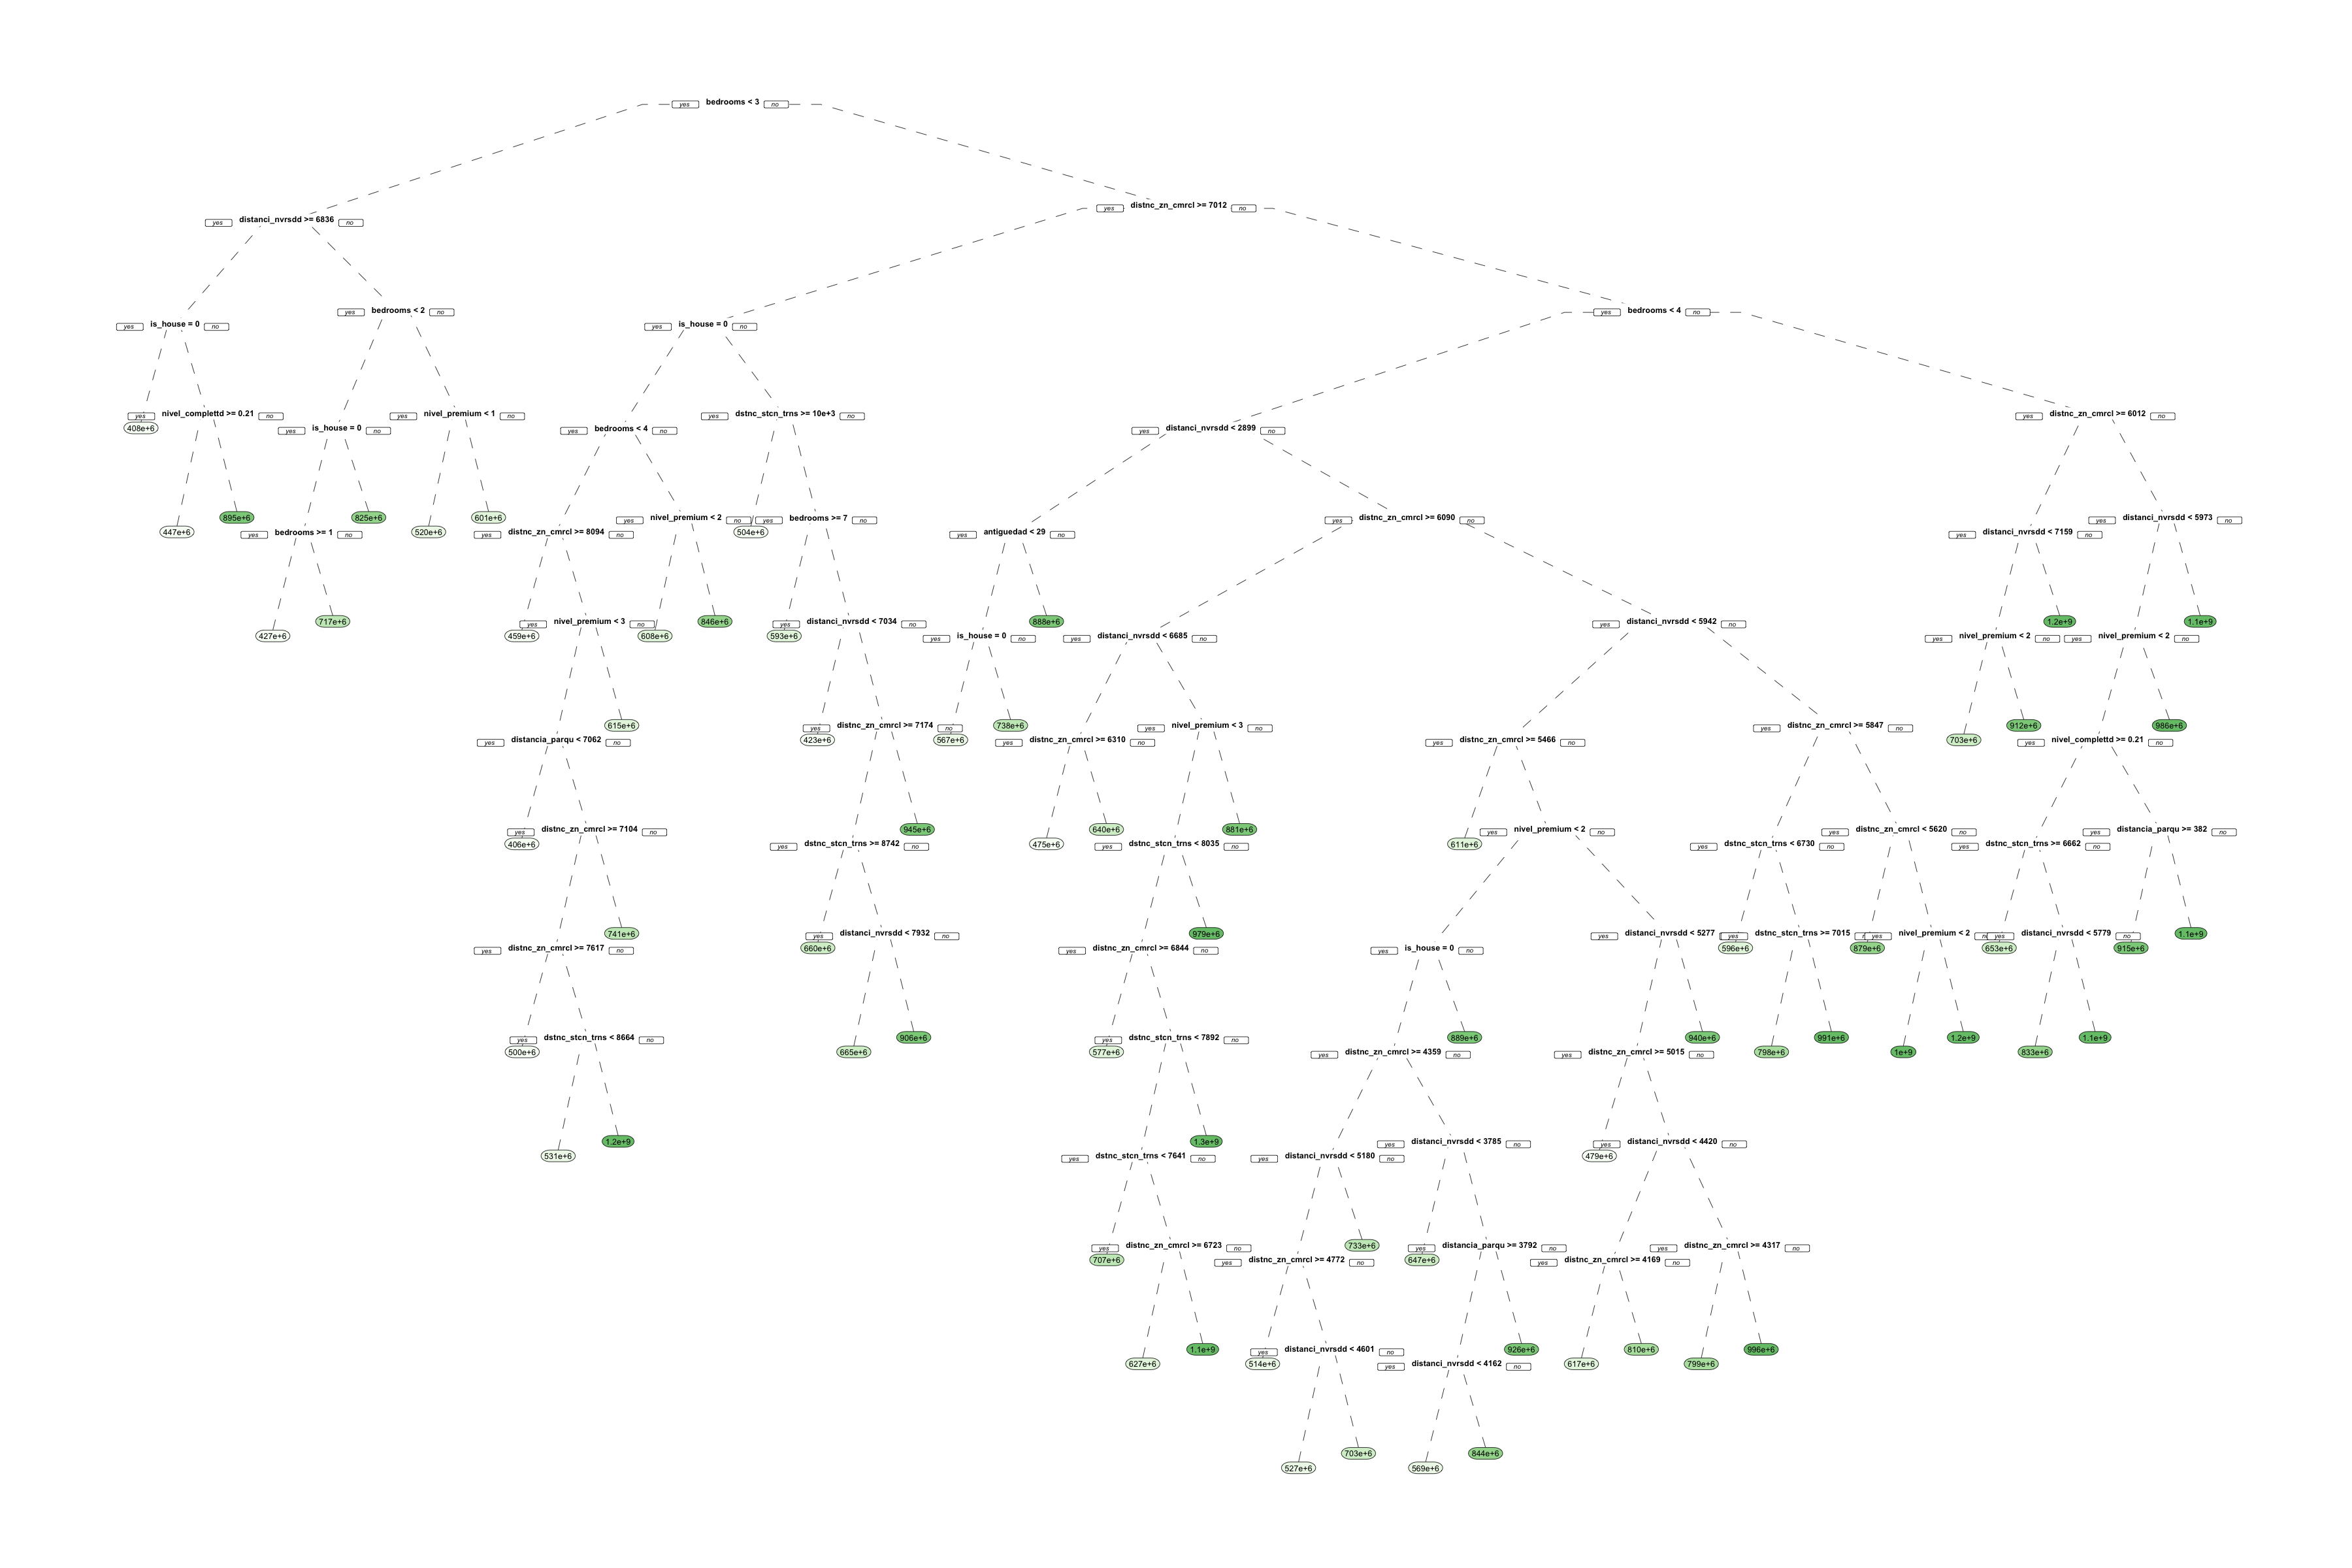 yes bedrooms < 3 no
yes distnc_zn_cmrcl >= 7012 no
yes distanci_nvrsdd >= 6836 no
yes bedrooms < 2 no
yes bedrooms < 4 no
yes is_house = 0 no
yes is_house = 0 no
yes nivel_complettd >= 0.21 no
yes nivel_premium < 1 no
yes dstnc_stcn_trns >= 10e+3 no
yes distnc_zn_cmrcl >= 6012 no
408e+6
yes is_house = 0 no
yes bedrooms < 4 no
yes distanci_nvrsdd < 2899 no
895e+6
825e+6
601e+6
yes nivel_premium < 2 no
yes bedrooms >= 7 no
yes distnc_zn_cmrcl >= 6090 no
yes distanci_nvrsdd < 5973 no
447e+6
yes bedrooms >= 1 no
520e+6
yes distnc_zn_cmrcl >= 8094 no
504e+6
yes antiguedad < 29 no
yes distanci_nvrsdd < 7159 no
717e+6
yes nivel_premium < 3 no
846e+6
yes distanci_nvrsdd < 7034 no
888e+6
yes distanci_nvrsdd < 5942 no
1.2e+9
1.1e+9
427e+6
459e+6
608e+6
593e+6
yes is_house = 0 no
yes distanci_nvrsdd < 6685 no
yes nivel_premium < 2 no
yes nivel_premium < 2 no
615e+6
yes distnc_zn_cmrcl >= 7174 no
738e+6
yes nivel_premium < 3 no
yes distnc_zn_cmrcl >= 5847 no
912e+6
986e+6
yes distancia_parqu < 7062 no
423e+6
567e+6
yes distnc_zn_cmrcl >= 6310 no
yes distnc_zn_cmrcl >= 5466 no
703e+6
yes nivel_complettd >= 0.21 no
yes distnc_zn_cmrcl >= 7104 no
945e+6
640e+6
881e+6
yes nivel_premium < 2 no
yes distnc_zn_cmrcl < 5620 no
yes distancia_parqu >= 382 no
406e+6
yes dstnc_stcn_trns >= 8742 no
475e+6
yes dstnc_stcn_trns < 8035 no
611e+6
yes dstnc_stcn_trns < 6730 no
yes dstnc_stcn_trns >= 6662 no
741e+6
yes distanci_nvrsdd < 7932 no
979e+6
yes distanci_nvrsdd < 5277
yes dstnc_stcn_trns >= 7015
yes nivel_premium < 2
yes distanci_nvrsdd < 5779 no
1.1e+9
yes distnc_zn_cmrcl >= 7617 no
660e+6
yes distnc_zn_cmrcl >= 6844 no
yes is_house = 0 no
596e+6
879e+6
653e+6
915e+6
yes dstnc_stcn_trns < 8664 no
906e+6
yes dstnc_stcn_trns < 7892 no
889e+6
940e+6
991e+6
1.2e+9
1.1e+9
500e+6
665e+6
577e+6
yes distnc_zn_cmrcl >= 4359 no
yes distnc_zn_cmrcl >= 5015 no
798e+6
1e+9
833e+6
1.2e+9
1.3e+9
yes distanci_nvrsdd < 3785 no
yes distanci_nvrsdd < 4420 no
531e+6
yes dstnc_stcn_trns < 7641 no
yes distanci_nvrsdd < 5180 no
479e+6
yes distnc_zn_cmrcl >= 6723 no
733e+6
yes distancia_parqu >= 3792 no
yes distnc_zn_cmrcl >= 4317 no
707e+6
yes distnc_zn_cmrcl >= 4772 no
647e+6
yes distnc_zn_cmrcl >= 4169 no
1.1e+9
yes distanci_nvrsdd < 4601 no
926e+6
810e+6
996e+6
627e+6
514e+6
yes distanci_nvrsdd < 4162 no
617e+6
799e+6
703e+6
844e+6
527e+6
569e+6